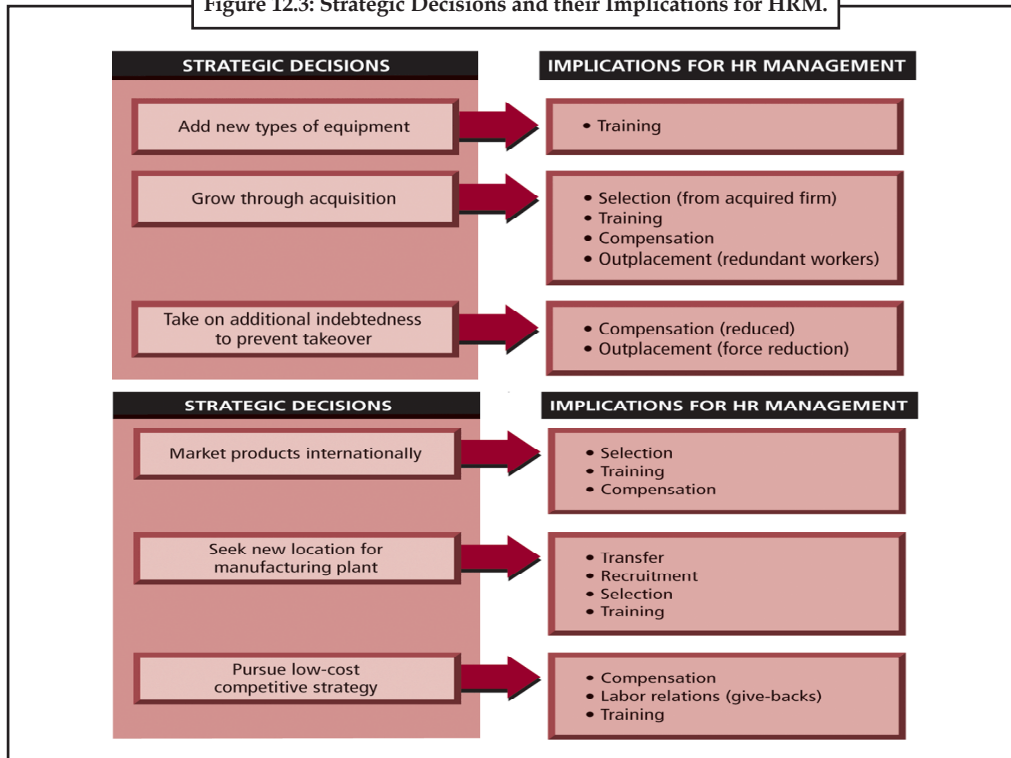 Figure 12.3: Strategic Decisions and their Implications for HRM.
STRATEGIC DECISIONS
IMPLICATIONS FOR HR MANAGEMENT
Add new types of equipment
• Training
Grow through acquisition
• Selection (from acquired firm)
• Training
• Compensation
• Outplacement (redundant workers)
Take on additional indebtedness
to prevent takeover
• Compensation (reduced)
• Outplacement (force reduction)
STRATEGIC DECISIONS
IMPLICATIONS FOR HR MANAGEMENT
Market products internationally
• Selection
• Training
• Compensation
Seek new location for
manufacturing plant
• Transfer
• Recruitment
• Selection
• Training
Pursue low-cost
competitive strategy
• Compensation
• Labor relations (give-backs)
• Training